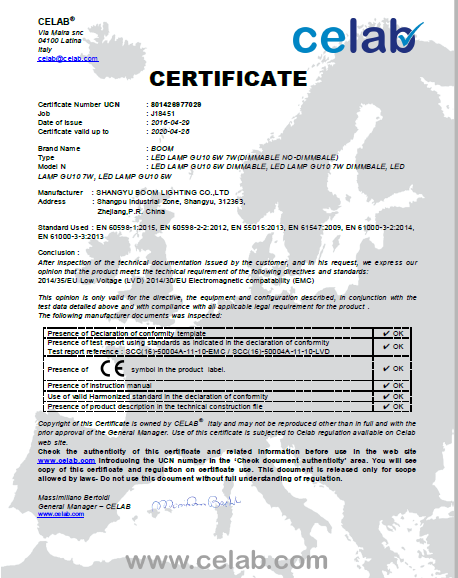 CELAB®
Via Maira snc
04100 Latina
Italy
celab@celab.com
celab
CERTIFICATE
Certificate Number UCN : 801426977029
Job : J19451
Date of Issue : 2016-04-29
Certificate valid up to : 2020-04-28
Brand Name : BOOM
Type : LED LAMP GU10 5W 7W(DIMMABLE NO-DIMMBALE)
Model N : LED LAMP GU10 5W DIMMABLE, LED LAMP GU10 7W DIMMBALE, LED
LAMP GU10 7W, LED LAMP GU10 5W
Manufacturer : SHANGYU BOOM LIGHTING CO.,LTD
Address : Shangpu Industrial Zone, Shangyu, 312363,
Zhejiang,P.R. China
Standard Used : EN 60598-1:2015, EN 60598-2-2:2012, EN 55015:2013, EN 61547:2009, EN 61000-3-2:2014,
EN 61000-3-3:2013
Conclusion :
After inspection of the technical documentation issued by the customer, and in his request, we express our
opinion that the product meets the technical requirement of the following directives and standards:
2014/35/EU Low Voltage (LVD) 2014/30/EU Electromagnetic compatability (EMC)
This opinion is only valid for the directive, the equipment and configuration described, in conjunction with the
test data detailed above and with compliance with all applicable legal requirement for the product .
The following manufacturer documents was inspected:
Presence of Declaration of conformity template ✔ OK
Presence of test report using standards as indicated in the declaration of conformity
Test report reference : SCC(16)-50004A-11-10-EMC / SCC(16)-50004A-11-10-LVD ✔ OK
Presence of CE symbol in the product label. ✔ OK
Presence of instruction manual ✔ OK
Use of valid Harmonized standard in the declaration of conformity ✔ OK
Presence of product description in the technical construction file ✔ OK
Copyright of this Certificate is owned by CELAB® Italy and may not be reproduced other than in full and with the
prior approval of the General Manager. Use of this certificate is subjected to Celab regulation available on Celab
web site.
Check the authenticity of this certificate and related information before use in the web site
www.celab.com introducing the UCN number in the 'Check document authenticity' area. You will see
copy of this certificate and regulation on certificate use. This document is released only for scope
allowed by laws- Do not use this document without full understanding of regulation.
Massimiliano Bertoldi
General Manager – CELAB
www.celab.com
www.celab.com